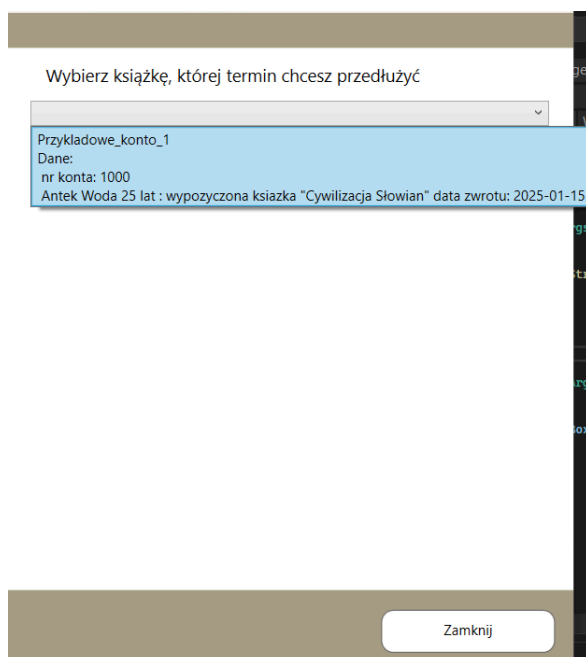 Wybierz książkę, której termin chcesz przedłużyć
Przykladowe_konto_1
Dane:
nr konta: 1000
Antek Woda 25 lat : wypozyczona ksiazka "Cywilizacja Słowian" data zwrotu: 2025-01-15
Zamknij